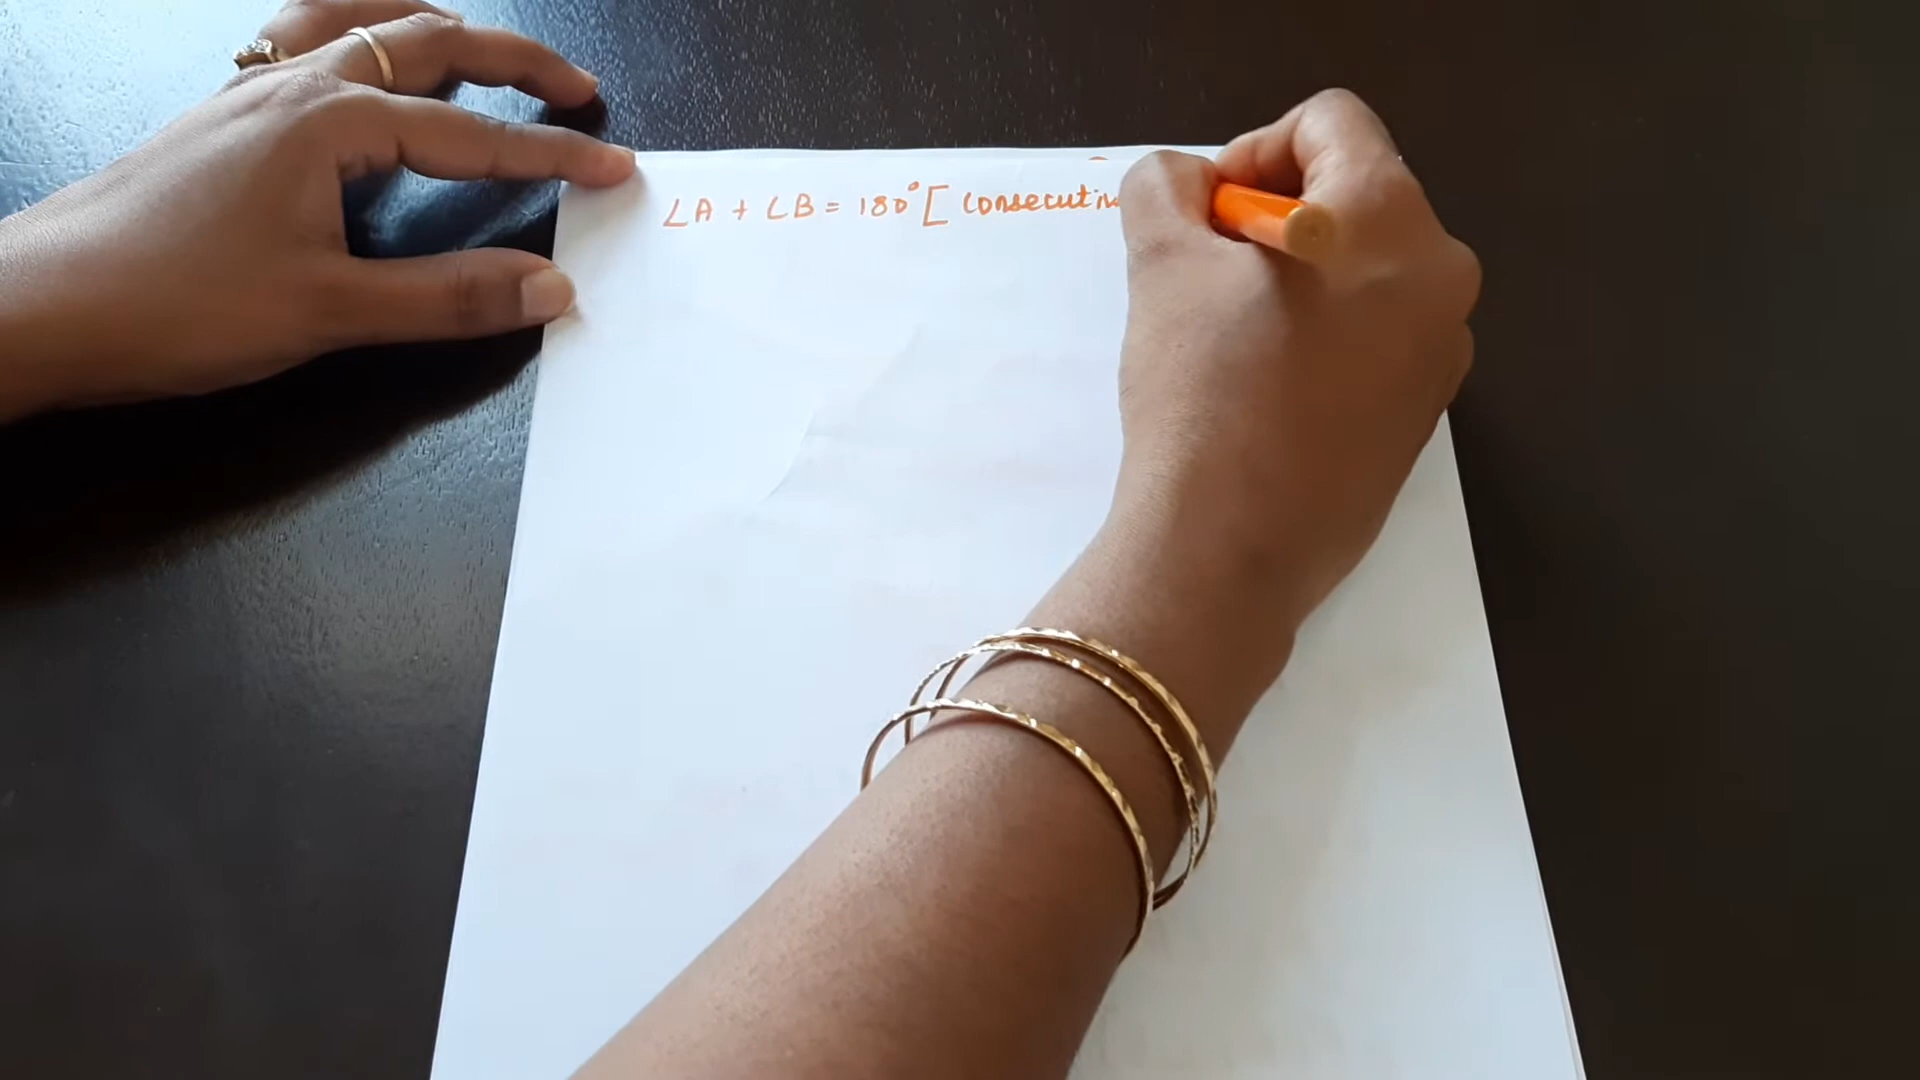 ∠A + ∠B = 180° [ consecutiv